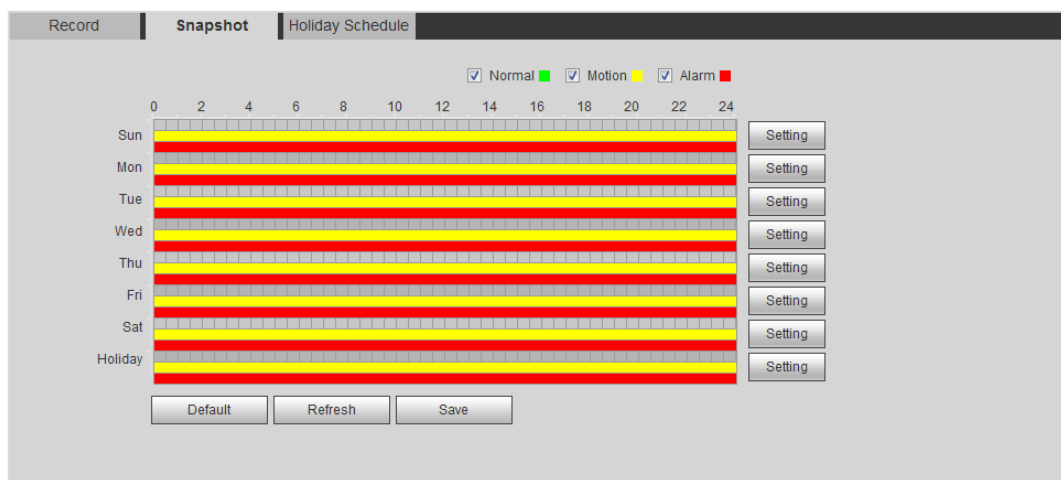 Record Snapshot Holiday Schedule
Normal Motion Alarm
0 2 4 6 8 10 12 14 16 18 20 22 24
Sun Setting
Mon Setting
Tue Setting
Wed Setting
Thu Setting
Fri Setting
Sat Setting
Holiday Setting
Default Refresh Save